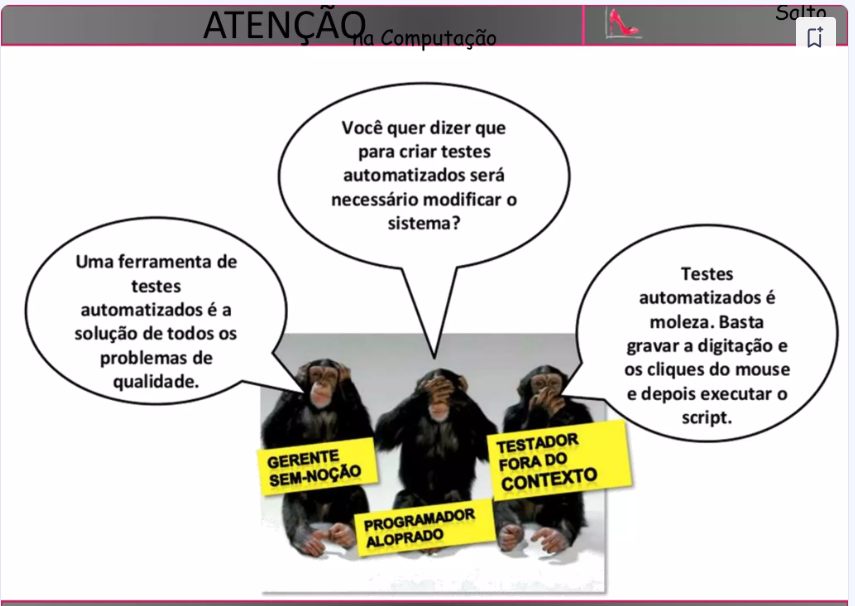 ATENÇÃO
na Computação
Salto
Você quer dizer que
para criar testes
automatizados será
necessário modificar o
sistema?
Uma ferramenta de
testes
automatizados é a
solução de todos os
problemas de
qualidade.
Testes
automatizados é
moleza. Basta
gravar a digitação e
os cliques do mouse
e depois executar o
script.
GERENTE
SEM-NOÇÃO
PROGRAMADOR
ALOPRADO
TESTADOR
FORA DO
CONTEXTO